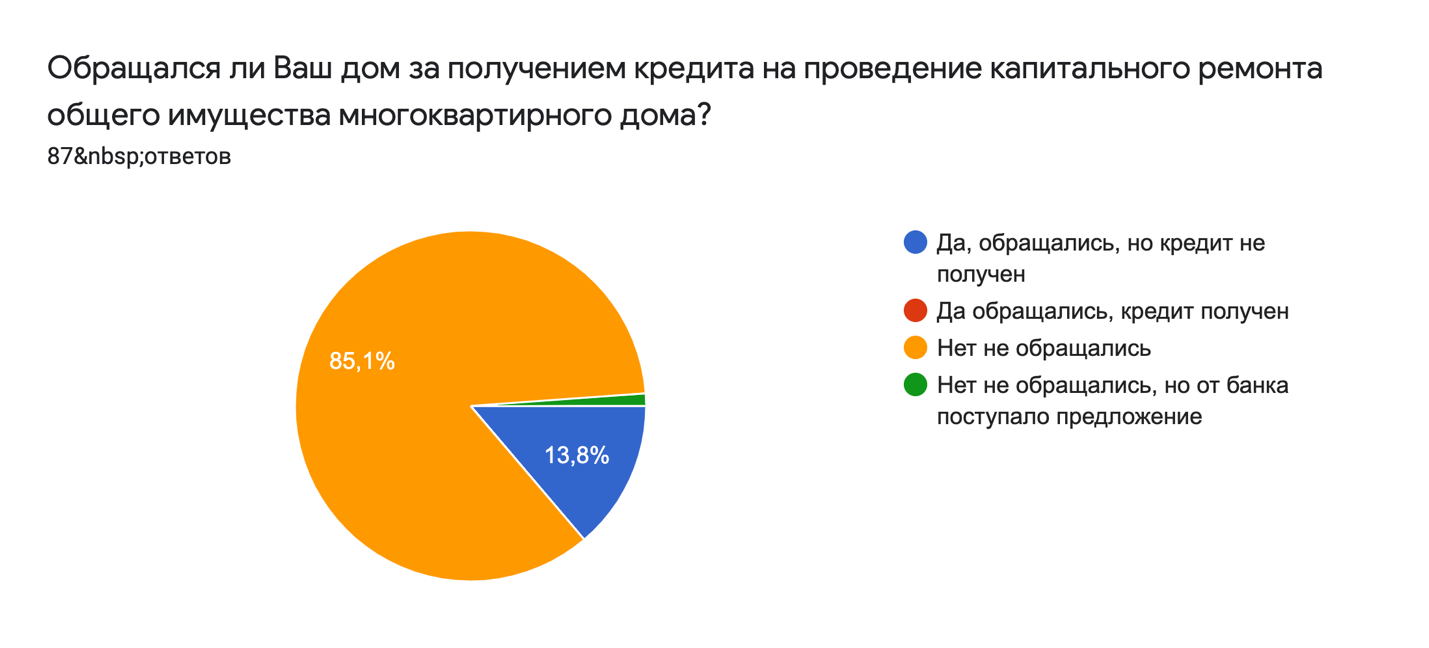 Обращался ли Ваш дом за получением кредита на проведение капитального ремонта
общего имущества многоквартирного дома?
87&nbsp;ответов
85,1%
13,8%
Да, обращались, но кредит не
получен
Да обращались, кредит получен
Нет не обращались
Нет не обращались, но от банка
поступало предложение